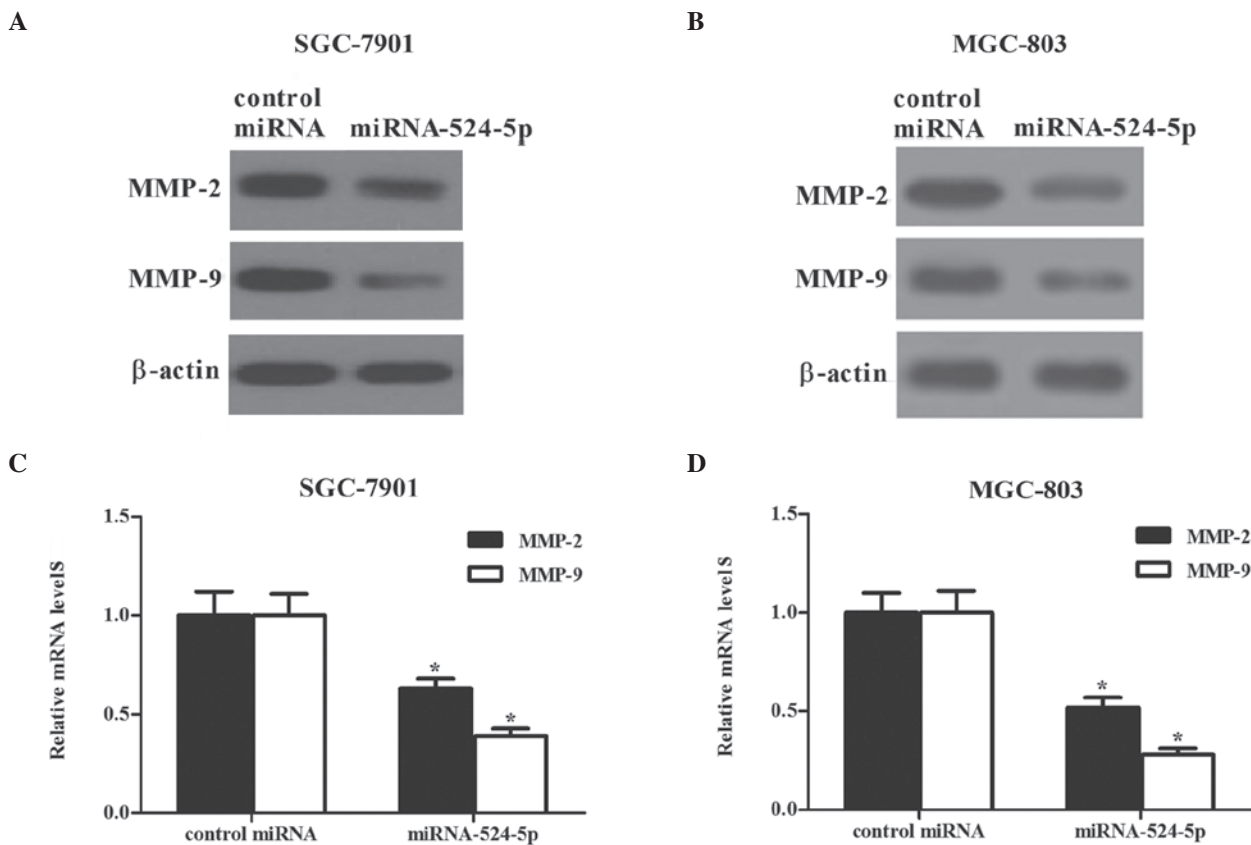 A
SGC-7901
control
miRNA miRNA-524-5p
MMP-2
MMP-9
β-actin
B
MGC-803
control
miRNA miRNA-524-5p
MMP-2
MMP-9
β-actin
C
SGC-7901
Relative mRNA levelS
1.5
1.0
0.5
0.0
MMP-2
MMP-9
*
*
control miRNA
miRNA-524-5p
D
MGC-803
Relative mRNA levelS
1.5
1.0
0.5
0.0
MMP-2
MMP-9
*
*
control miRNA
miRNA-524-5p